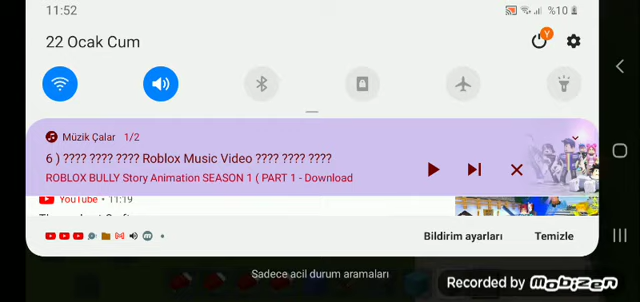 11:52
%10
22 Ocak Cum
Y
Müzik Çalar 1/2
6 ) ???? ???? ???? Roblox Music Video ???? ???? ????
ROBLOX BULLY Story Animation SEASON 1 ( PART 1 - Download
YouTube • 11:19
Bildirim ayarları
Temizle
Sadece acil durum aramaları
Recorded by mobizen